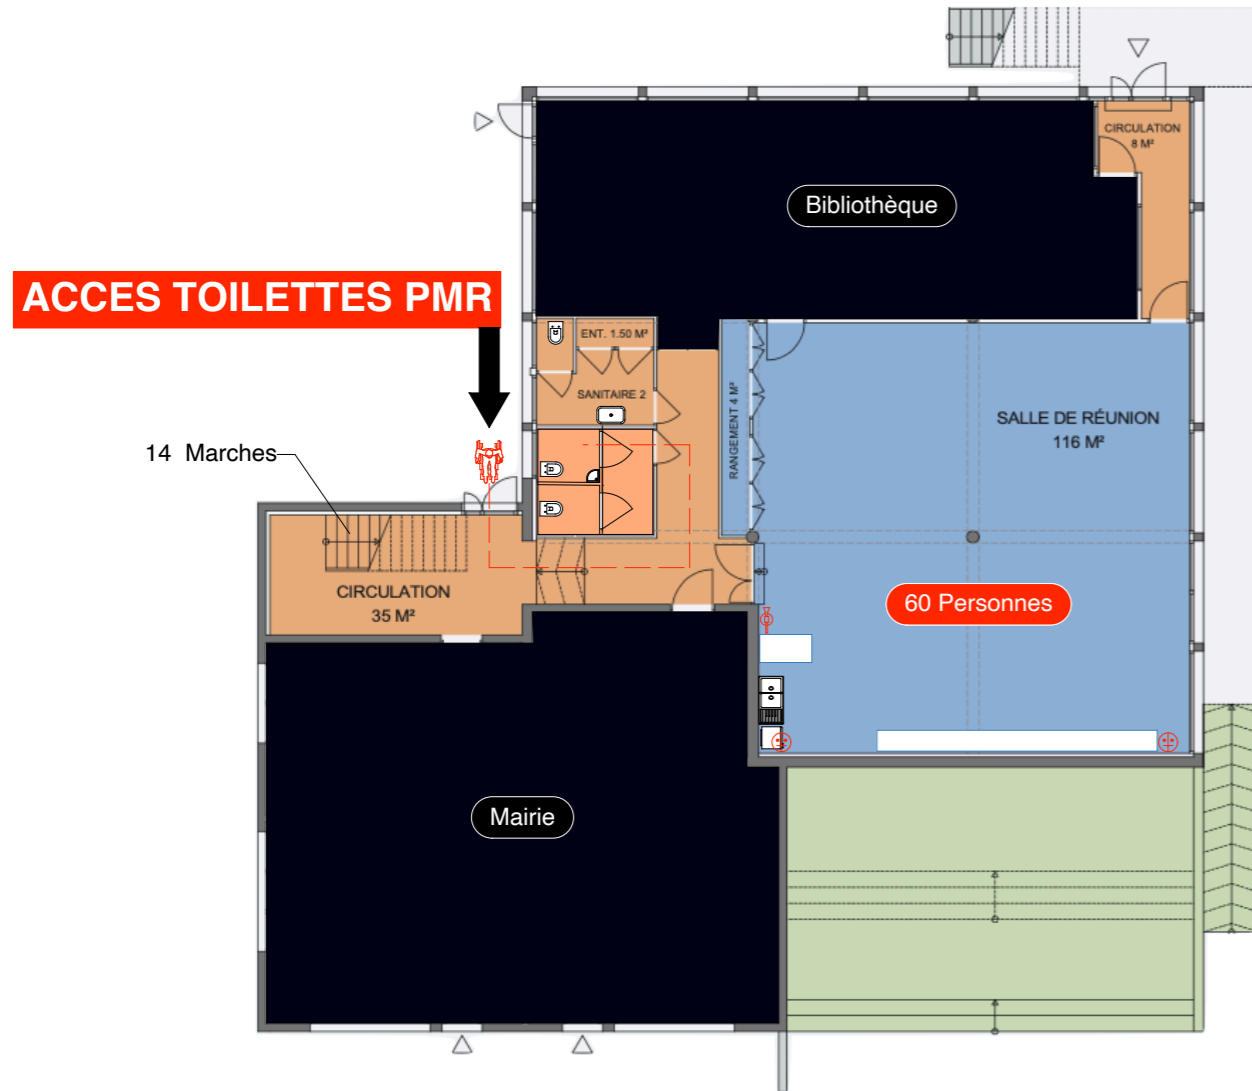 CIRCULATION
8 M²
Bibliothèque
ACCES TOILETTES PMR
ENT. 1.50 M²
SANITAIRE 2
RANGEMENT 4 M²
SALLE DE RÉUNION
116 M²
14 Marches
CIRCULATION
35 M²
60 Personnes
Mairie